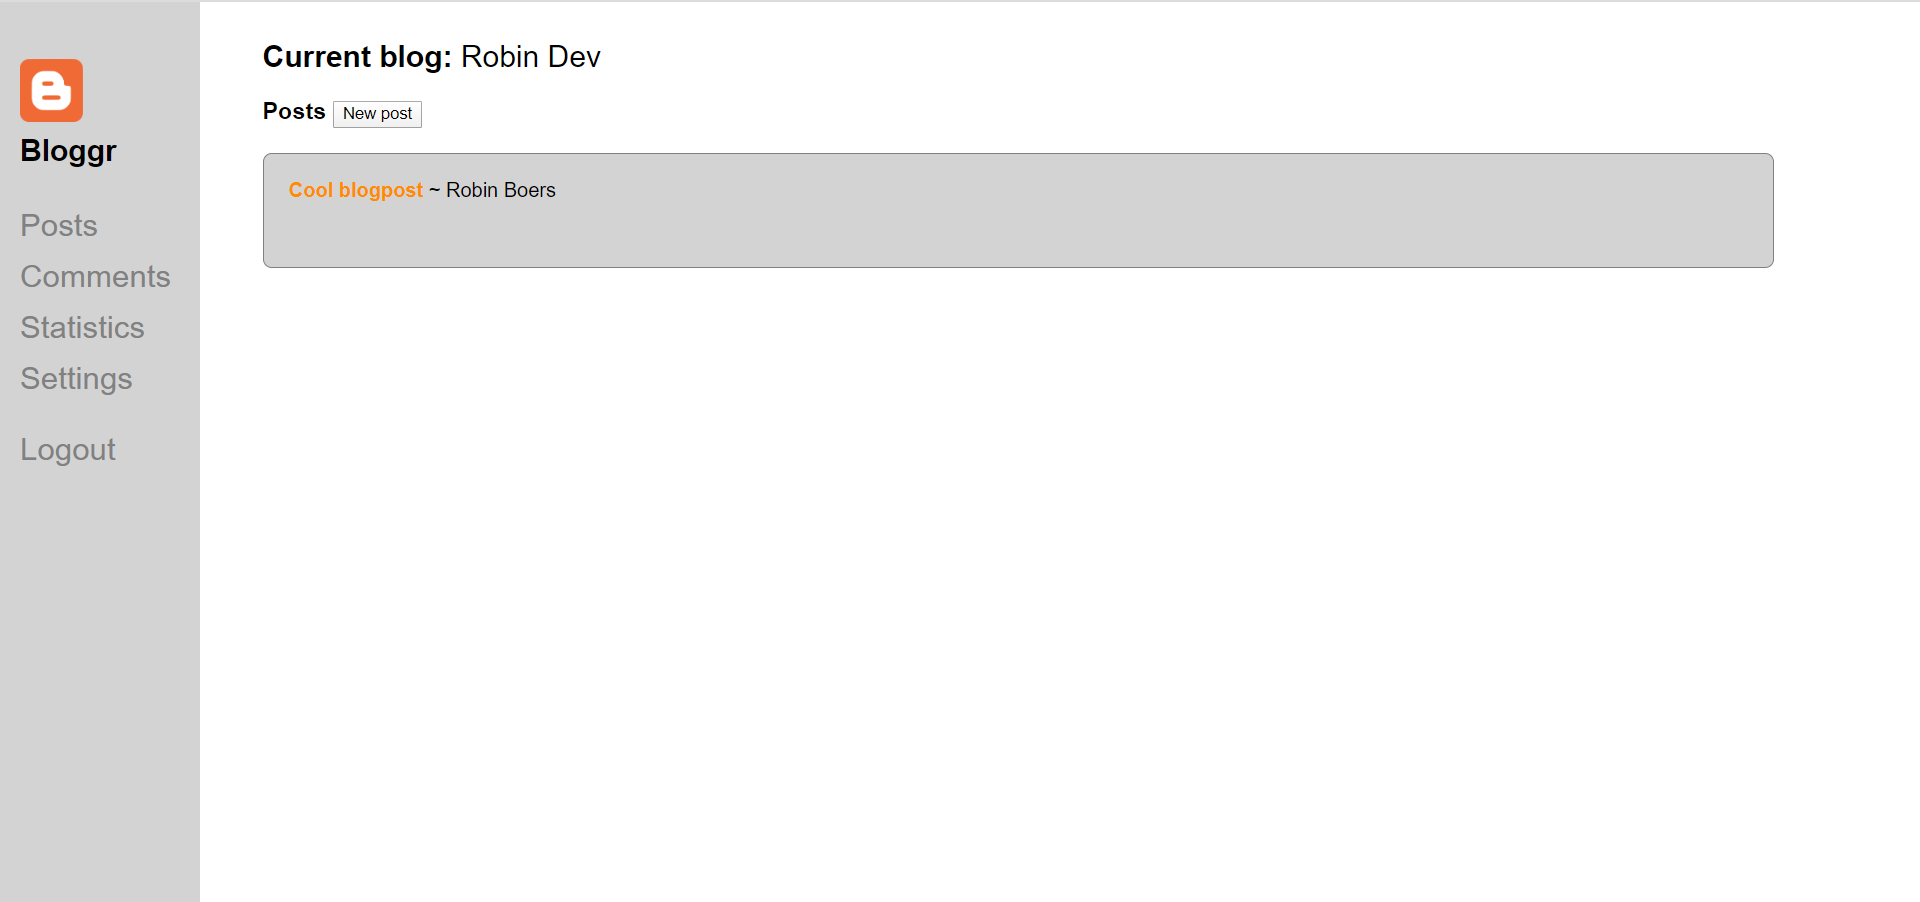 Bloggr
Posts
Comments
Statistics
Settings
Logout
Current blog: Robin Dev
Posts New post
Cool blogpost ~ Robin Boers